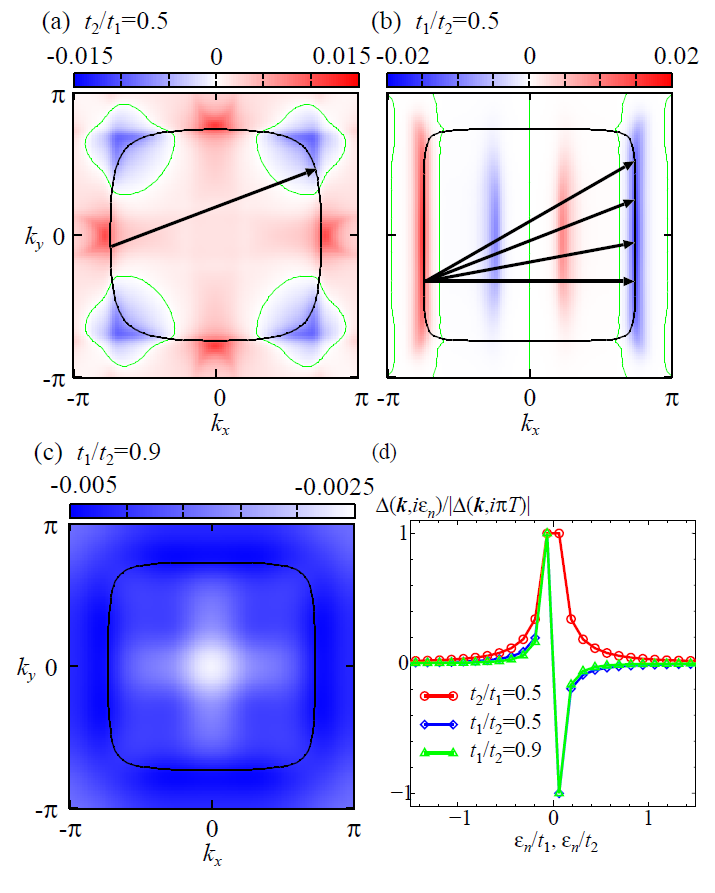 (a) t2/t1=0.5
-0.015 0 0.015
π
ky 0
-π
-π 0 π
kx
(b) t1/t2=0.5
-0.02 0 0.02
-π 0 π
kx
(c) t1/t2=0.9
-0.005 -0.0025
π
ky 0
-π
-π 0 π
kx
(d)
Δ(k,iεn)/|Δ(k,iπT)|
1
0
t2/t1=0.5
t1/t2=0.5
t1/t2=0.9
-1
-1 0 1
εn/t1, εn/t2